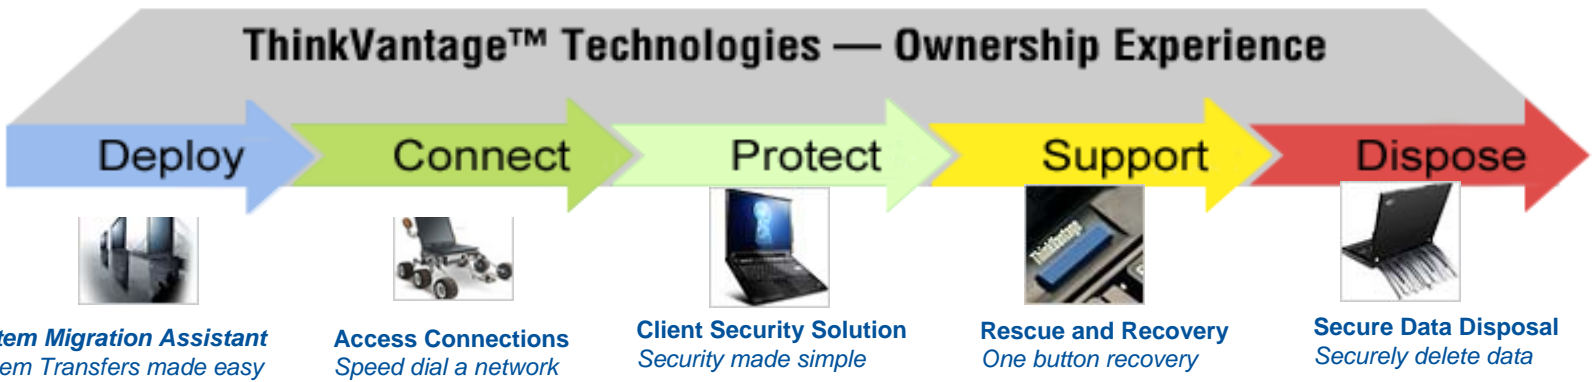 ThinkVantage™ Technologies — Ownership Experience
Deploy
Connect
Protect
Support
Dispose
ThinkVantage
tem Migration Assistant
em Transfers made easy
Access Connections
Speed dial a network
Client Security Solution
Security made simple
Rescue and Recovery
One button recovery
Secure Data Disposal
Securely delete data